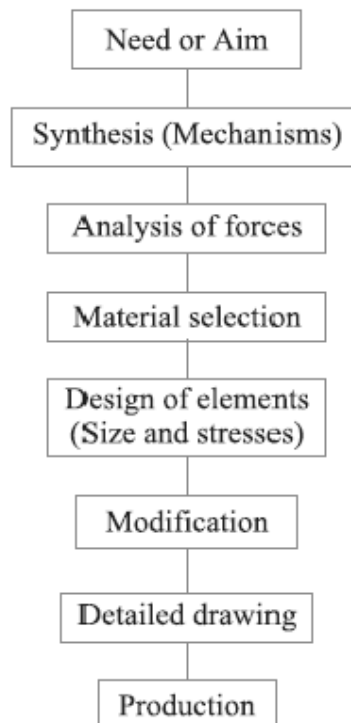 Need or Aim
Synthesis (Mechanisms)
Analysis of forces
Material selection
Design of elements
(Size and stresses)
Modification
Detailed drawing
Production